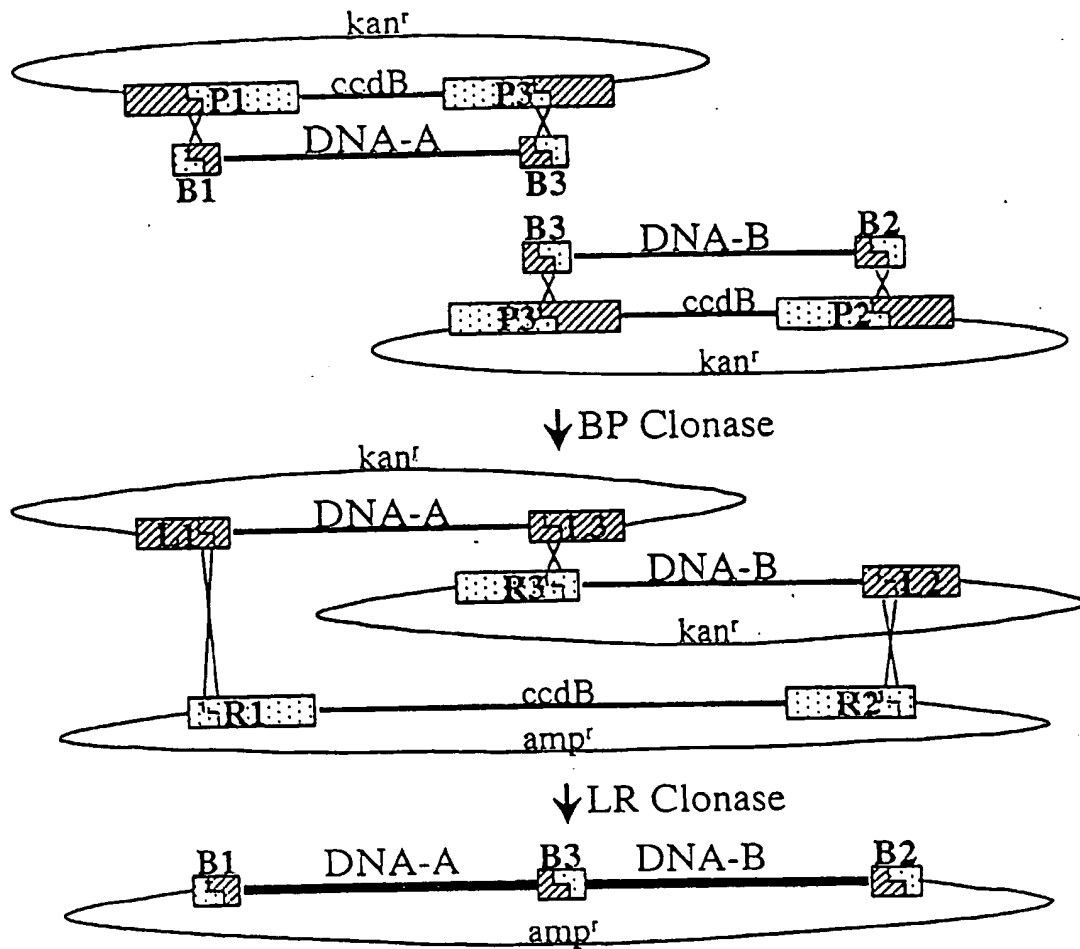 kanʳ
P1 ccdB P3
DNA-A
B1 B3
B3 DNA-B B2
P3 ccdB P2
kanʳ
BP Clonase
kanʳ
L1 DNA-A L3
R3 DNA-B L2
kanʳ
R1 ccdB R2
ampʳ
LR Clonase
B1 DNA-A B3 DNA-B B2
ampʳ